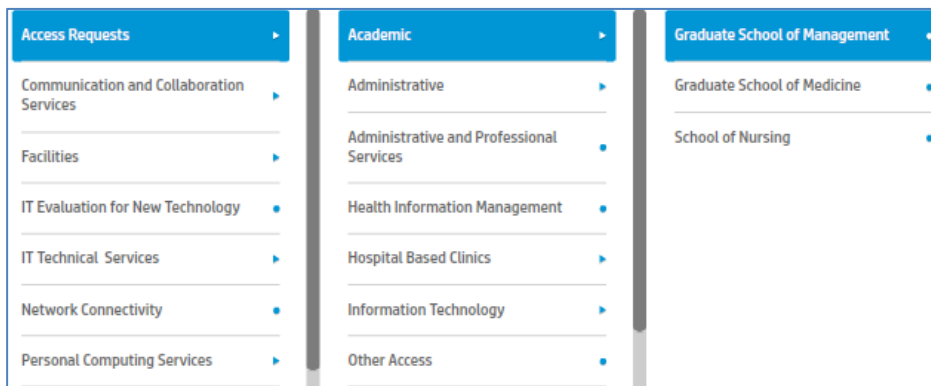 Access Requests
Communication and Collaboration
Services
Facilities
IT Evaluation for New Technology
IT Technical Services
Network Connectivity
Personal Computing Services
Academic
Administrative
Administrative and Professional
Services
Health Information Management
Hospital Based Clinics
Information Technology
Other Access
Graduate School of Management
Graduate School of Medicine
School of Nursing